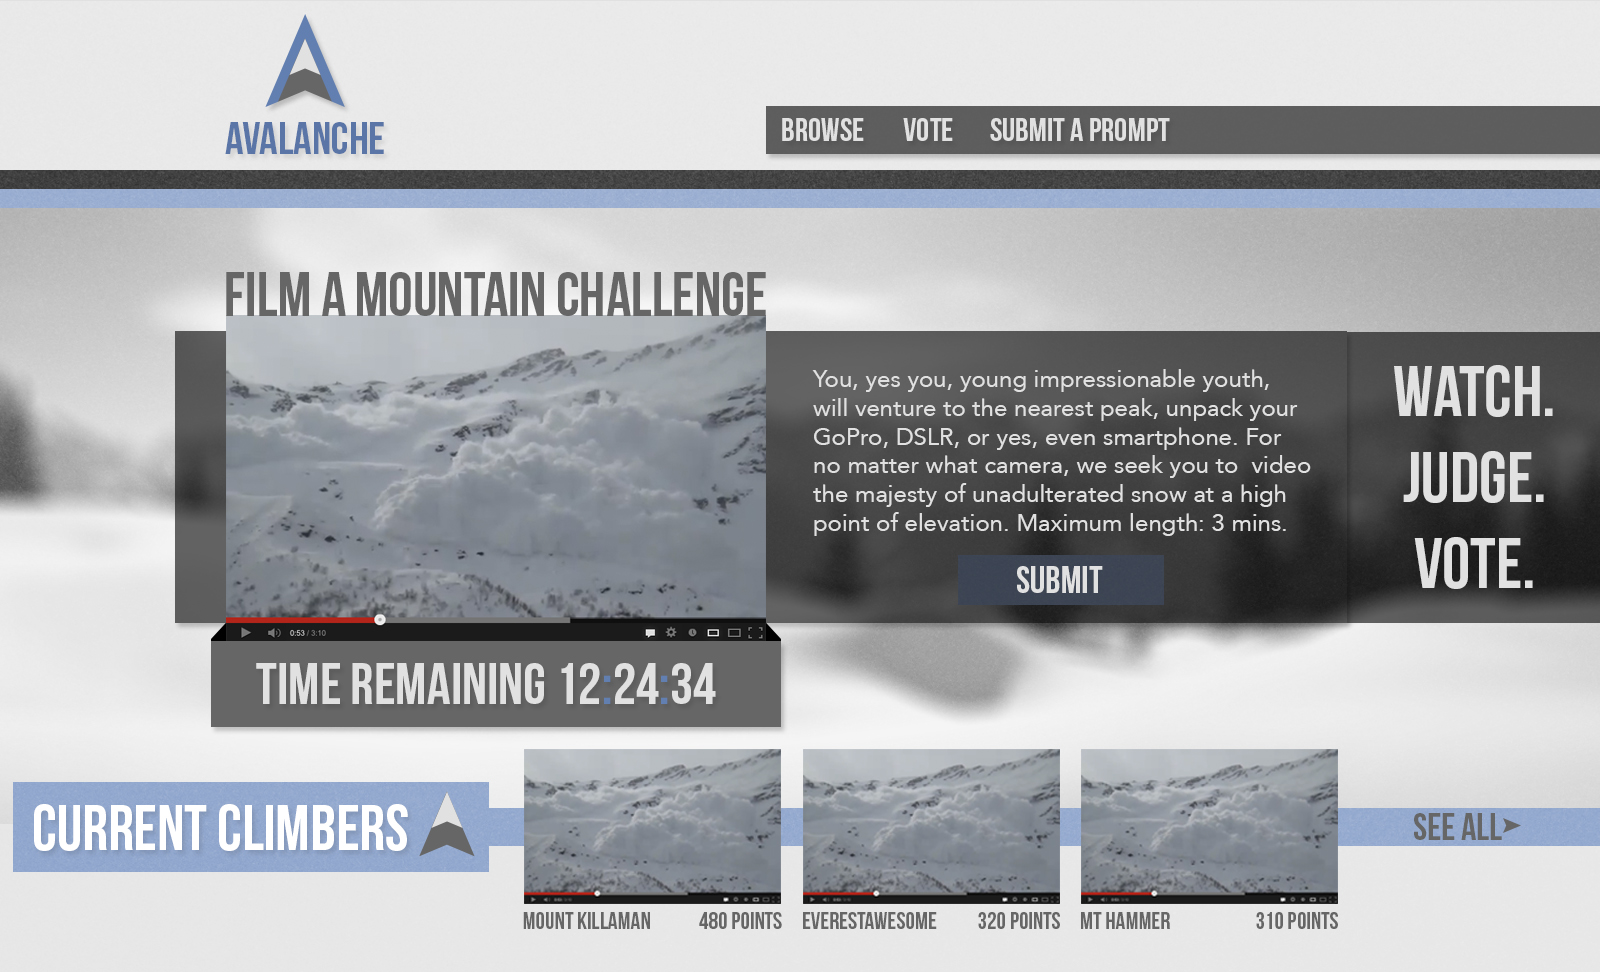 AVALANCHE
BROWSE VOTE SUBMIT A PROMPT
FILM A MOUNTAIN CHALLENGE
You, yes you, young impressionable youth,
will venture to the nearest peak, unpack your
GoPro, DSLR, or yes, even smartphone. For
no matter what camera, we seek you to video
the majesty of unadulterated snow at a high
point of elevation. Maximum length: 3 mins.
SUBMIT
WATCH.
JUDGE.
VOTE.
0:53 / 3:10
TIME REMAINING 12:24:34
CURRENT CLIMBERS
SEE ALL
MOUNT KILLAMAN 480 POINTS
EVERESTAWESOME 320 POINTS
MT HAMMER 310 POINTS